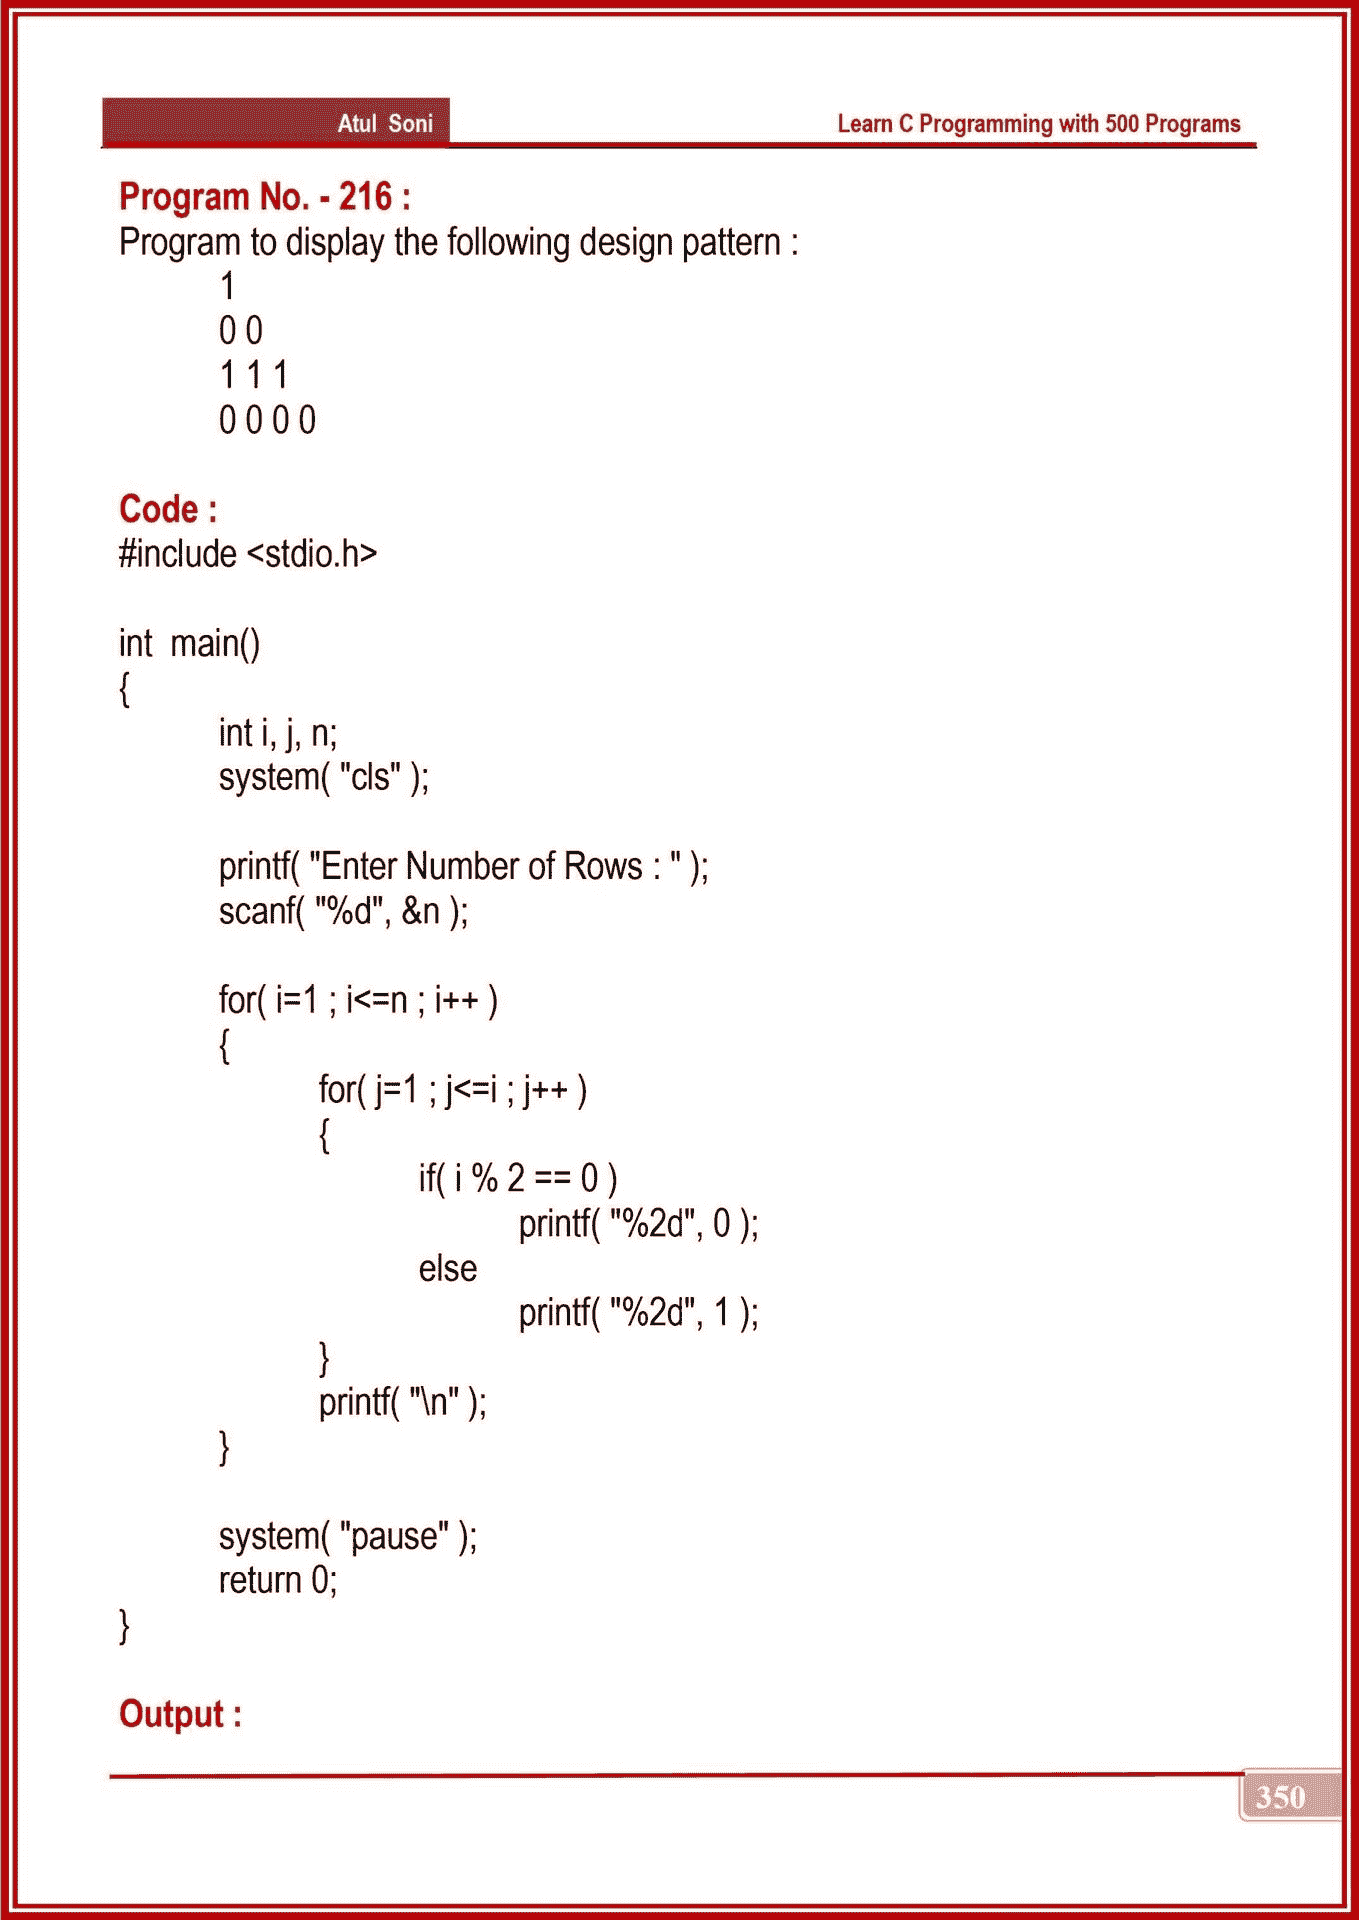 Atul Soni
Learn C Programming with 500 Programs
Program No. - 216 :
Program to display the following design pattern :
1
0 0
1 1 1
0 0 0 0
Code :
#include <stdio.h>
int main()
{
int i, j, n;
system( "cls" );
printf( "Enter Number of Rows : " );
scanf( "%d", &n );
for( i=1 ; i<=n ; i++ )
{
for( j=1 ; j<=i ; j++ )
{
if( i % 2 == 0 )
printf( "%2d", 0 );
else
printf( "%2d", 1 );
}
printf( "\n" );
}
system( "pause" );
return 0;
}
Output :
350